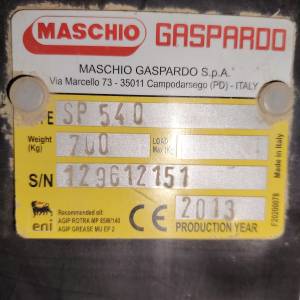 MASCHIO GASPARDO
MASCHIO GASPARDO S.p.A.
Via Marcello 73 - 35011 Campodarsego (PD) - ITALY
SP 540
Weight (Kg)
LOAD
S/N 129612151
eni
Recommended oil:
AGIP ROTRA MP 85W/140
AGIP GREASE MU EP 2
CE
2013
PRODUCTION YEAR
Made in Italy
F20200078